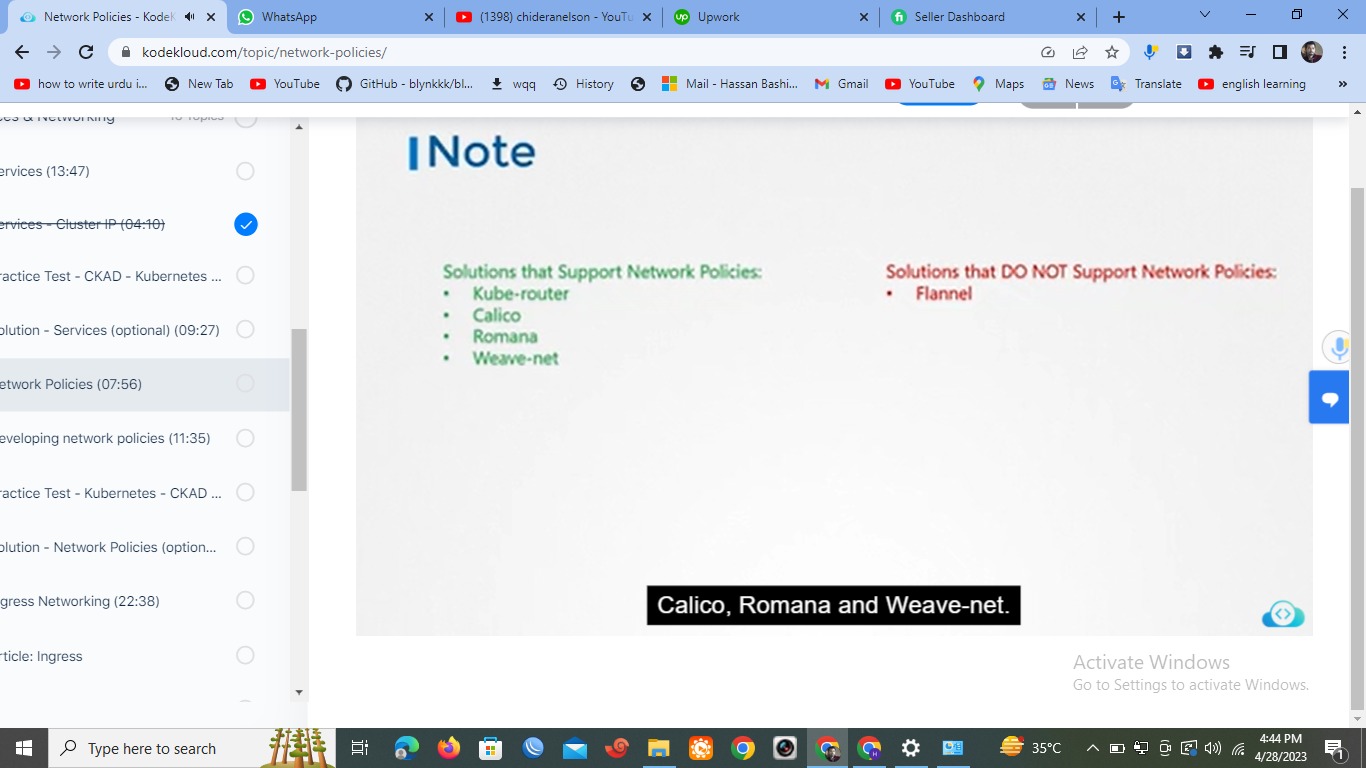 Network Policies - KodeK
WhatsApp
(1398) chideranelson - YouTu
Upwork
Seller Dashboard
kodekloud.com/topic/network-policies/
how to write urdu i...
New Tab
YouTube
GitHub - blynkkk/bl...
wqq
History
Mail - Hassan Bashi...
Gmail
YouTube
Maps
News
Translate
english learning
ces & Networking
ervices (13:47)
ervices - Cluster IP (04:10)
ractice Test - CKAD - Kubernetes ...
olution - Services (optional) (09:27)
etwork Policies (07:56)
eveloping network policies (11:35)
ractice Test - Kubernetes - CKAD ...
olution - Network Policies (option...
gress Networking (22:38)
rticle: Ingress
Note
Solutions that Support Network Policies:
• Kube-router
• Calico
• Romana
• Weave-net
Solutions that DO NOT Support Network Policies:
• Flannel
Calico, Romana and Weave-net.
Activate Windows
Go to Settings to activate Windows.
Type here to search
35°C
4:44 PM
4/28/2023
1